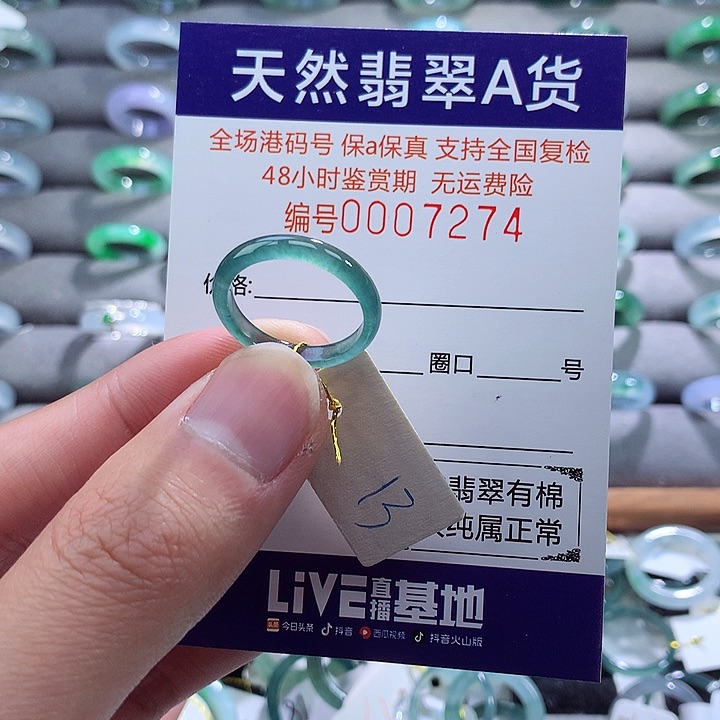 天然翡翠A货
全场港码号 保a保真 支持全国复检
48小时鉴赏期 无运费险
编号0007274
价格:
圈口 号
翡翠有棉
纯属正常
13
LiVE直播基地
头条 今日头条 抖音 西瓜视频 抖音火山版